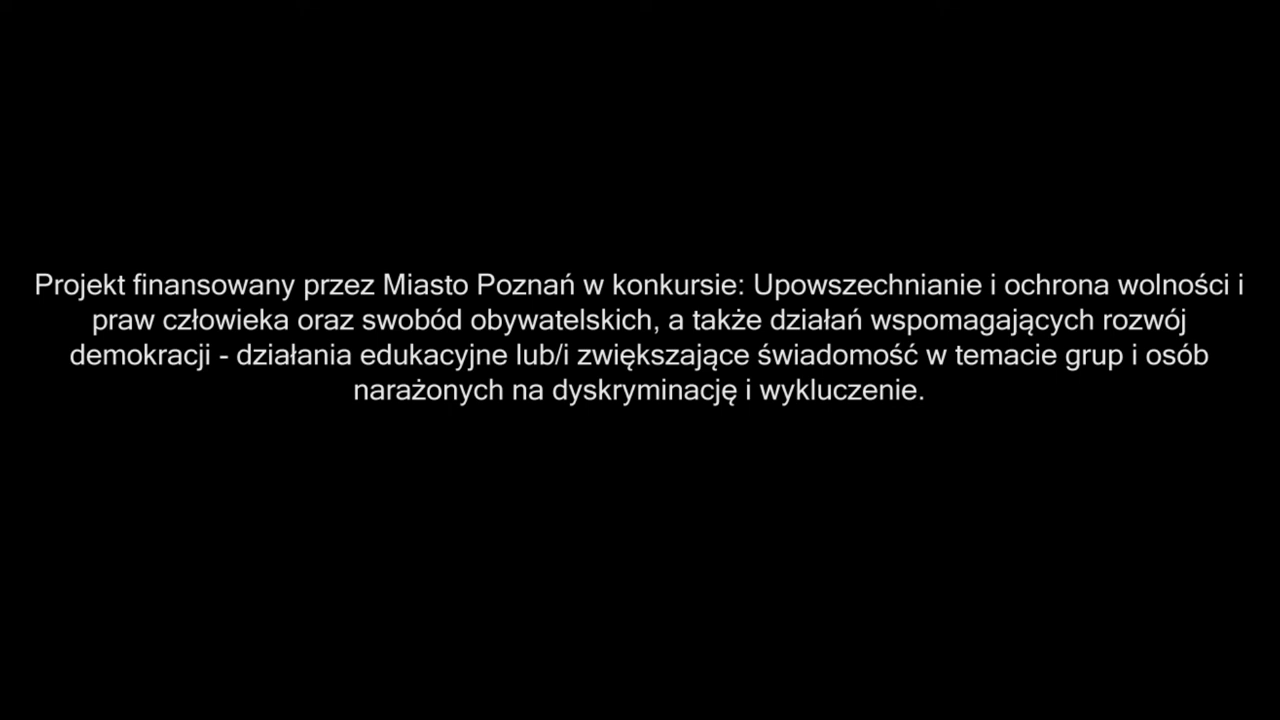 Projekt finansowany przez Miasto Poznań w konkursie: Upowszechnianie i ochrona wolności i
praw człowieka oraz swobód obywatelskich, a także działań wspomagających rozwój
demokracji - działania edukacyjne lub/i zwiększające świadomość w temacie grup i osób
narażonych na dyskryminację i wykluczenie.